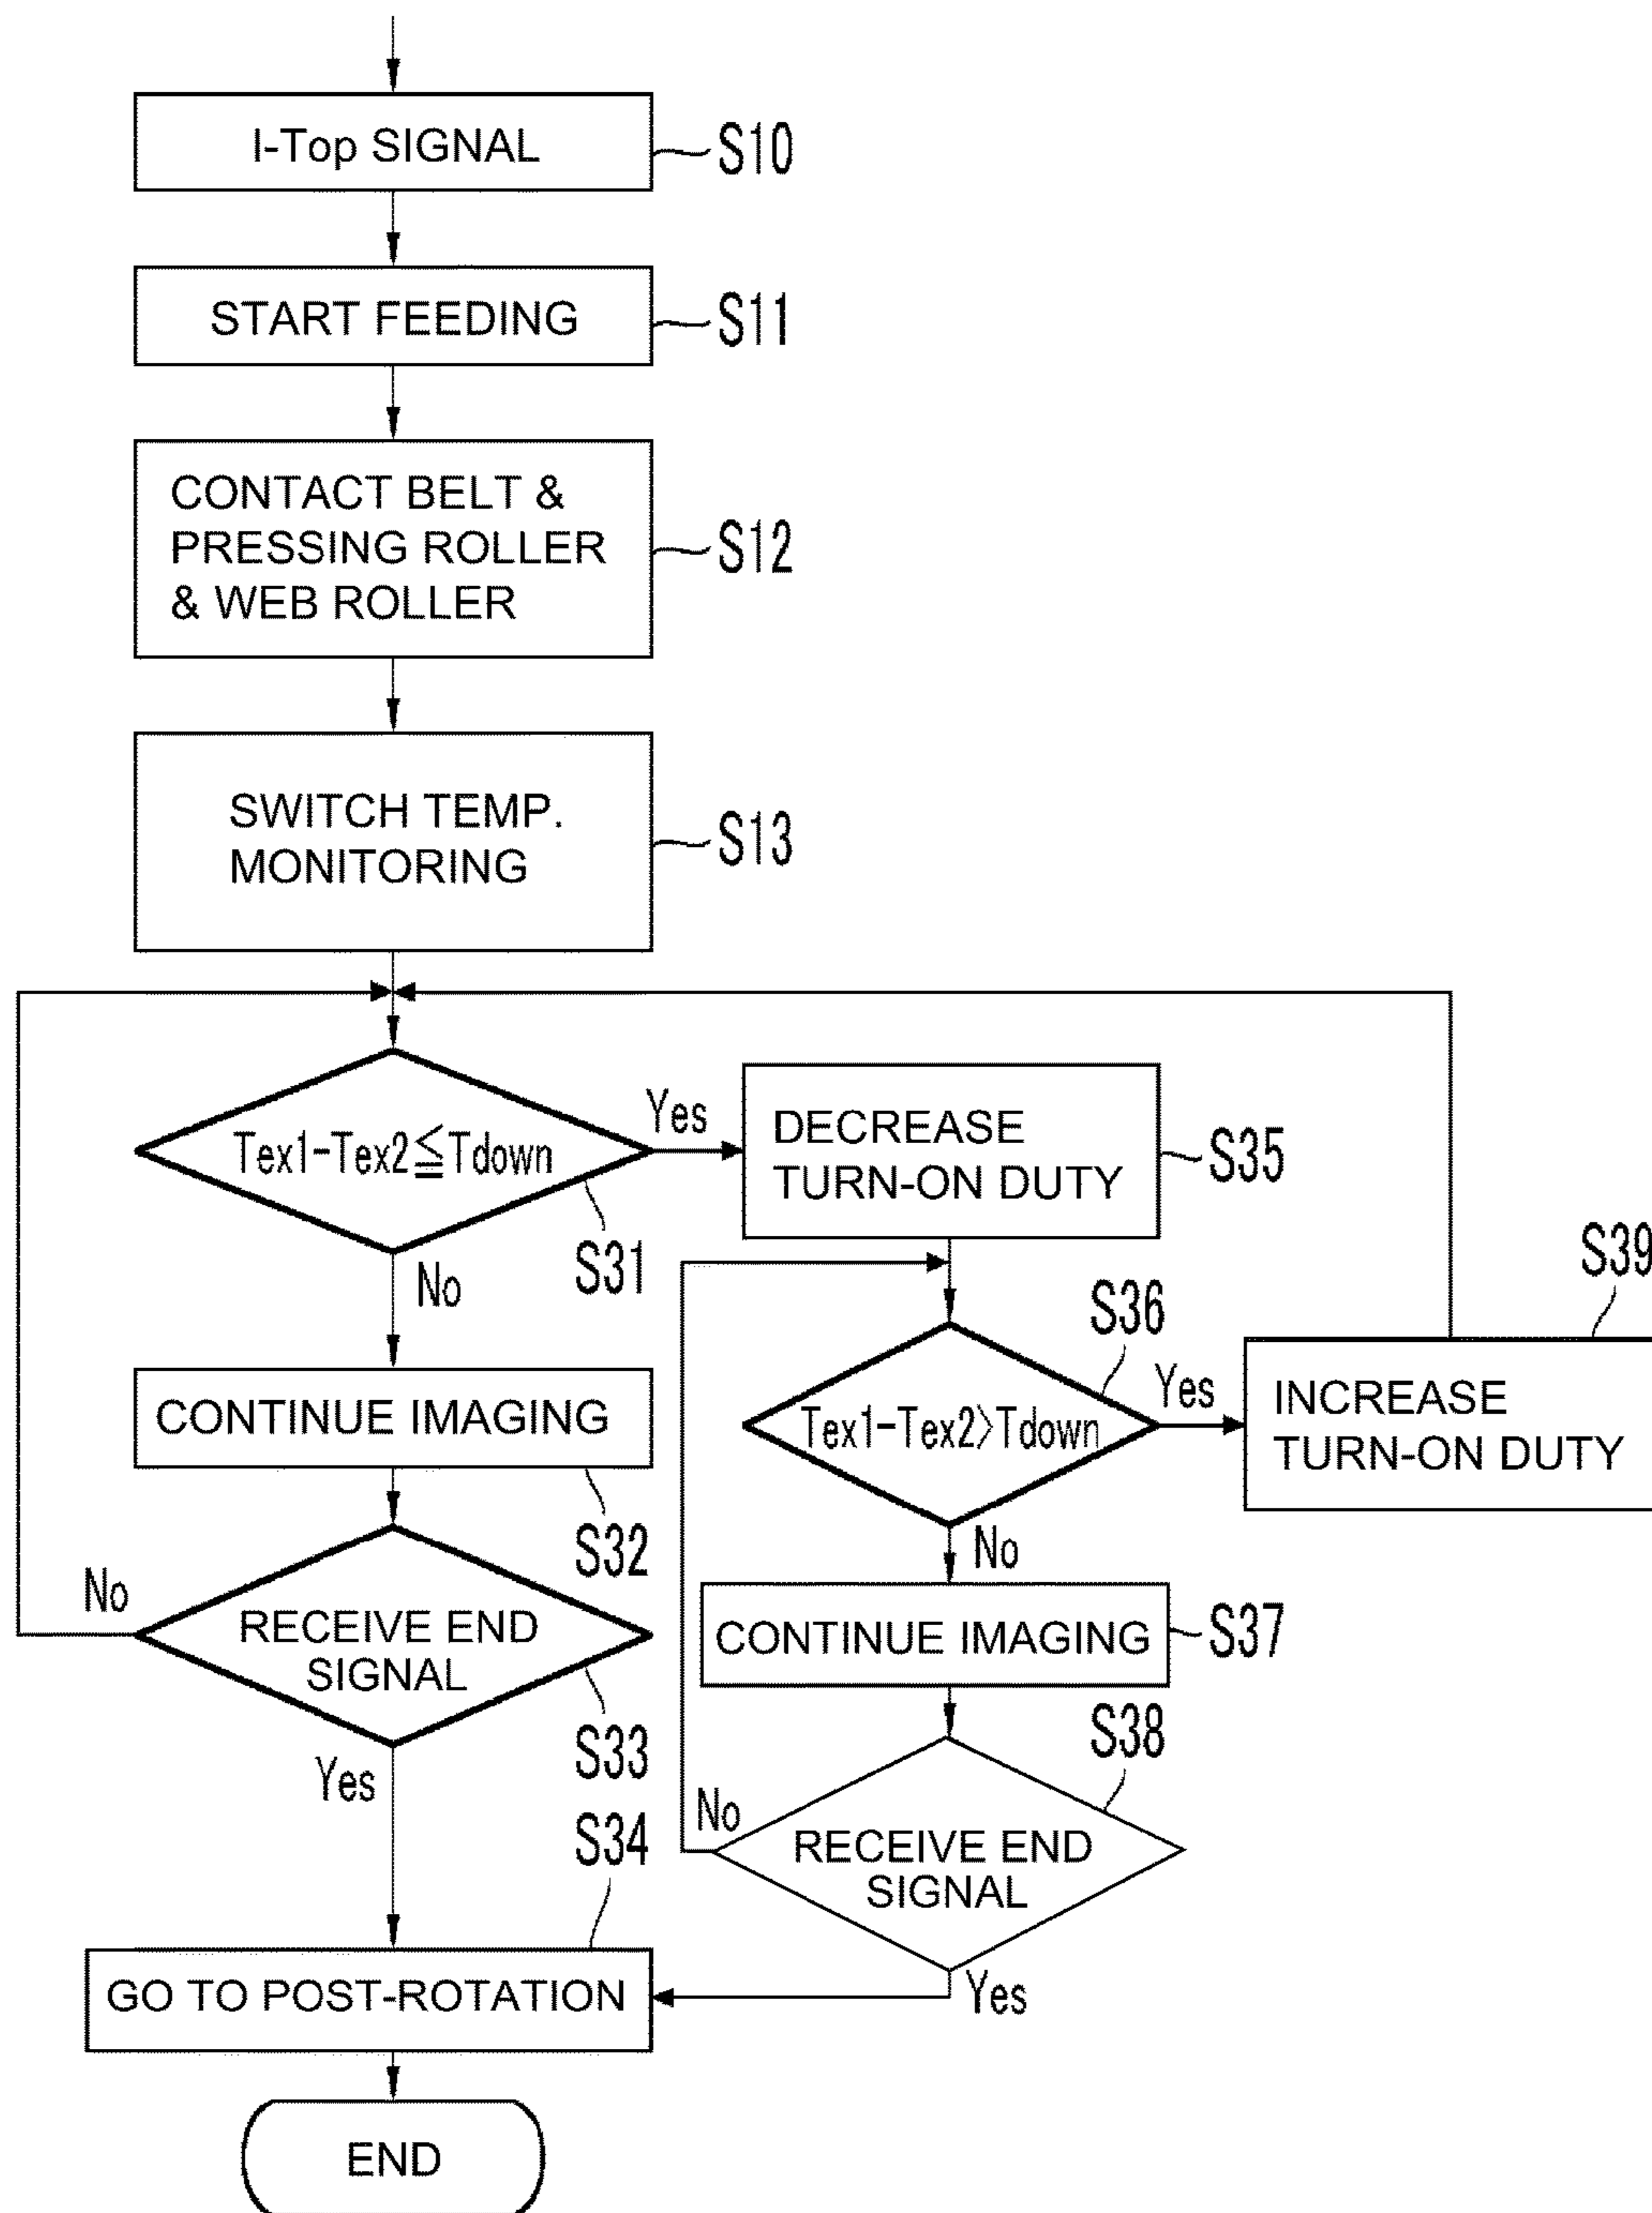 I-Top SIGNAL
S10
START FEEDING
S11
CONTACT BELT &
PRESSING ROLLER
& WEB ROLLER
S12
SWITCH TEMP.
MONITORING
S13
Tex1-Tex2≦Tdown
S31
Yes
No
DECREASE
TURN-ON DUTY
S35
CONTINUE IMAGING
S32
RECEIVE END
SIGNAL
S33
No
Yes
Tex1-Tex2>Tdown
S36
Yes
No
INCREASE
TURN-ON DUTY
S39
CONTINUE IMAGING
S37
RECEIVE END
SIGNAL
S38
No
Yes
GO TO POST-ROTATION
S34
END